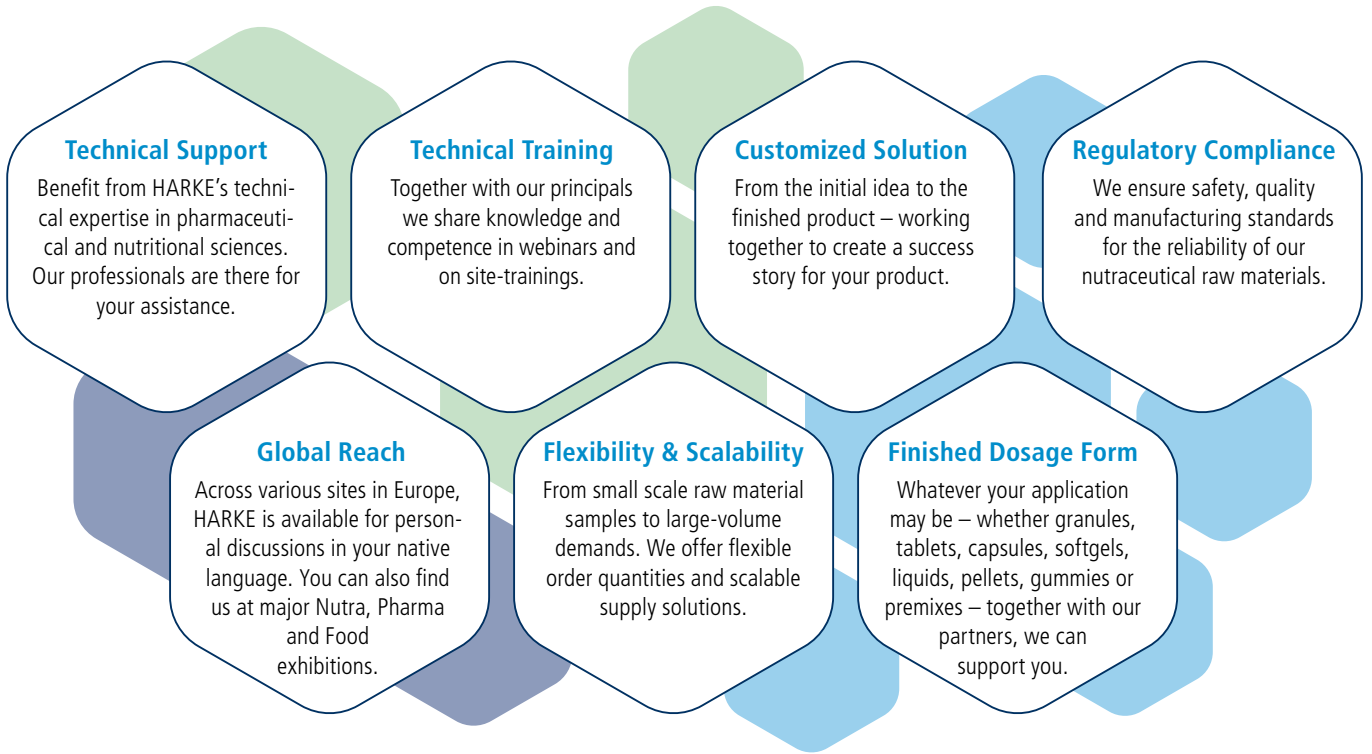 Technical Support
Benefit from HARKE's techni-
cal expertise in pharmaceuti-
cal and nutritional sciences.
Our professionals are there for
your assistance.
Technical Training
Together with our principals
we share knowledge and
competence in webinars and
on site-trainings.
Customized Solution
From the initial idea to the
finished product – working
together to create a success
story for your product.
Regulatory Compliance
We ensure safety, quality
and manufacturing standards
for the reliability of our
nutraceutical raw materials.
Global Reach
Across various sites in Europe,
HARKE is available for person-
al discussions in your native
language. You can also find
us at major Nutra, Pharma
and Food
exhibitions.
Flexibility & Scalability
From small scale raw material
samples to large-volume
demands. We offer flexible
order quantities and scalable
supply solutions.
Finished Dosage Form
Whatever your application
may be – whether granules,
tablets, capsules, softgels,
liquids, pellets, gummies or
premixes – together with our
partners, we can
support you.